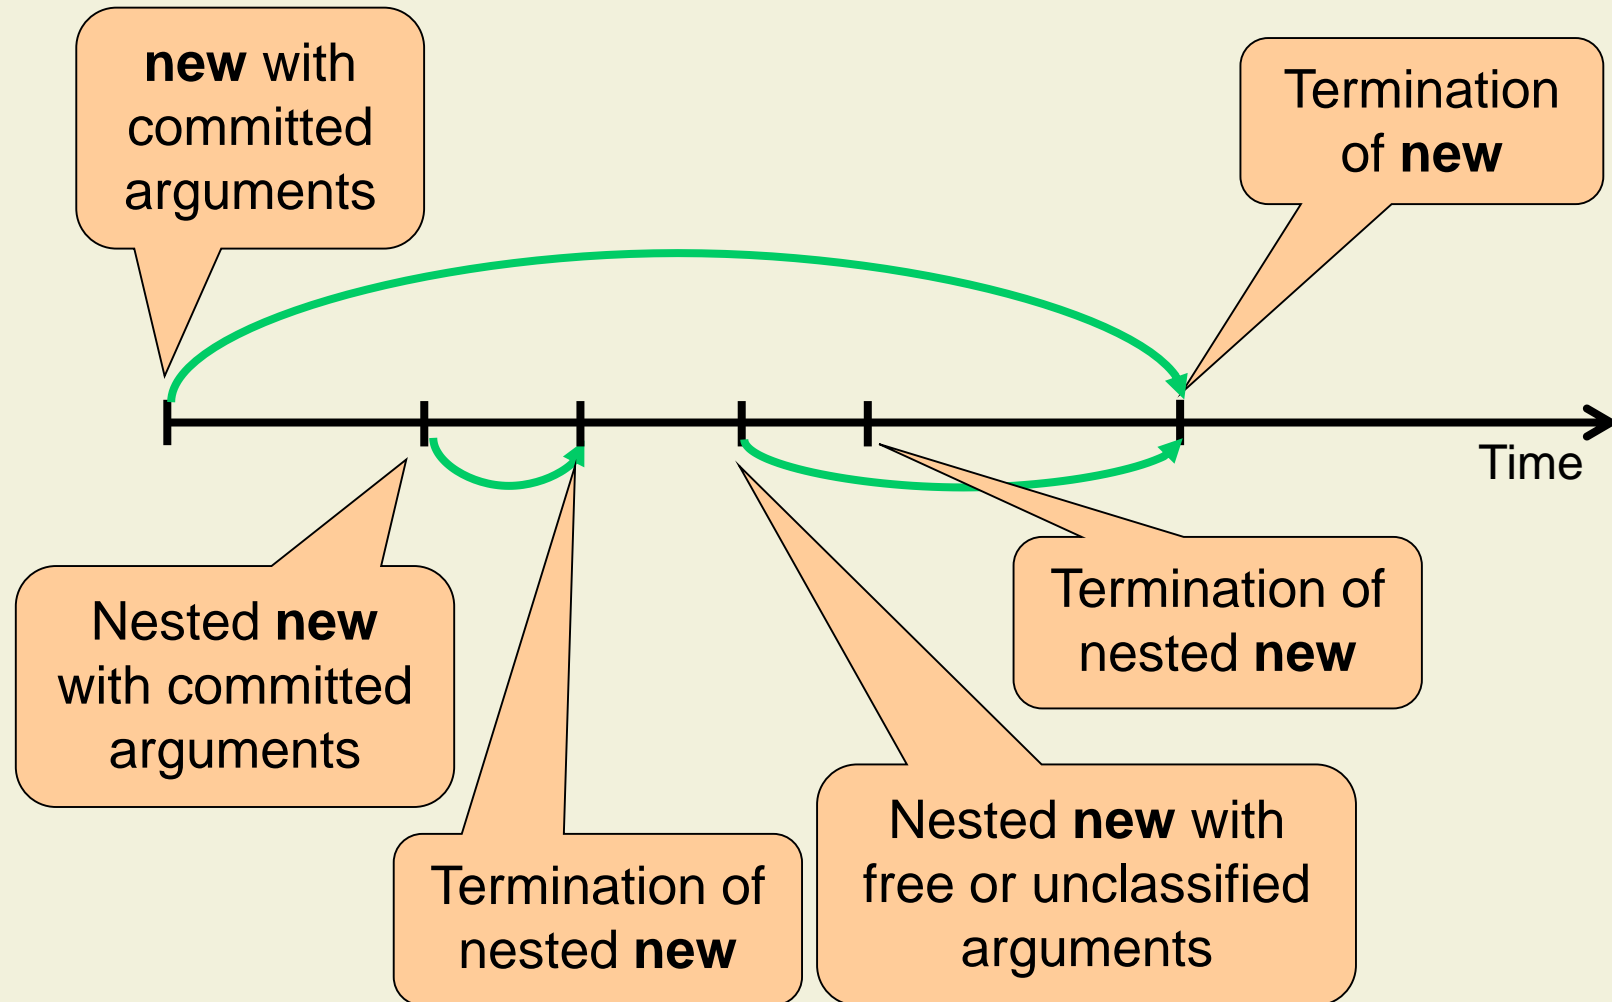 new with
committed
arguments
Termination
of new
Time
Nested new
with committed
arguments
Termination of
nested new
Termination of
nested new
Nested new with
free or unclassified
arguments